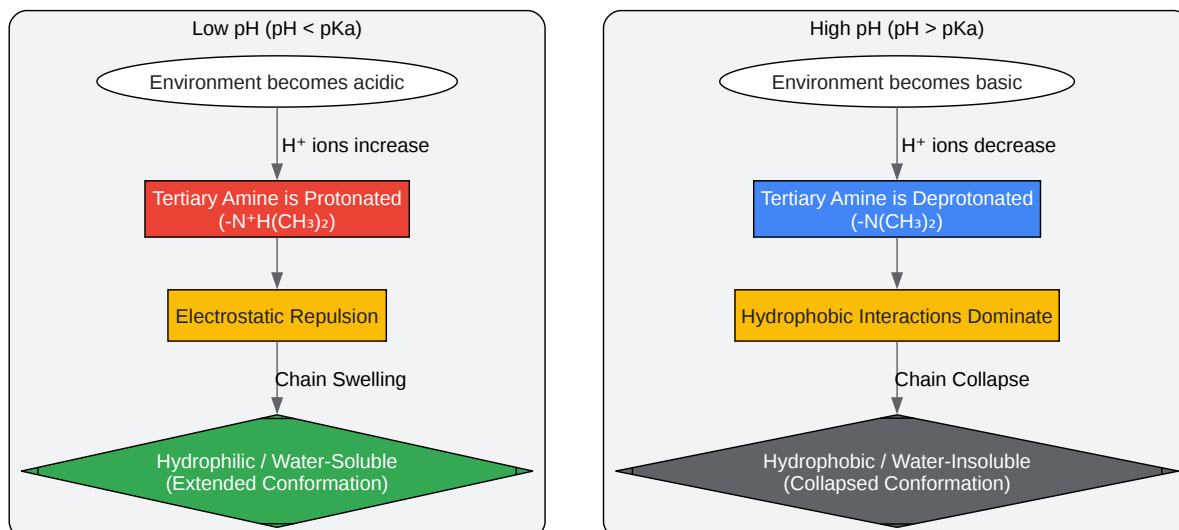 Low pH (pH < pKa)
Environment becomes acidic
H⁺ ions increase
Tertiary Amine is Protonated
(-N⁺H(CH₃)₂)
Electrostatic Repulsion
Chain Swelling
Hydrophilic / Water-Soluble
(Extended Conformation)
High pH (pH > pKa)
Environment becomes basic
H⁺ ions decrease
Tertiary Amine is Deprotonated
(-N(CH₃)₂)
Hydrophobic Interactions Dominate
Chain Collapse
Hydrophobic / Water-Insoluble
(Collapsed Conformation)